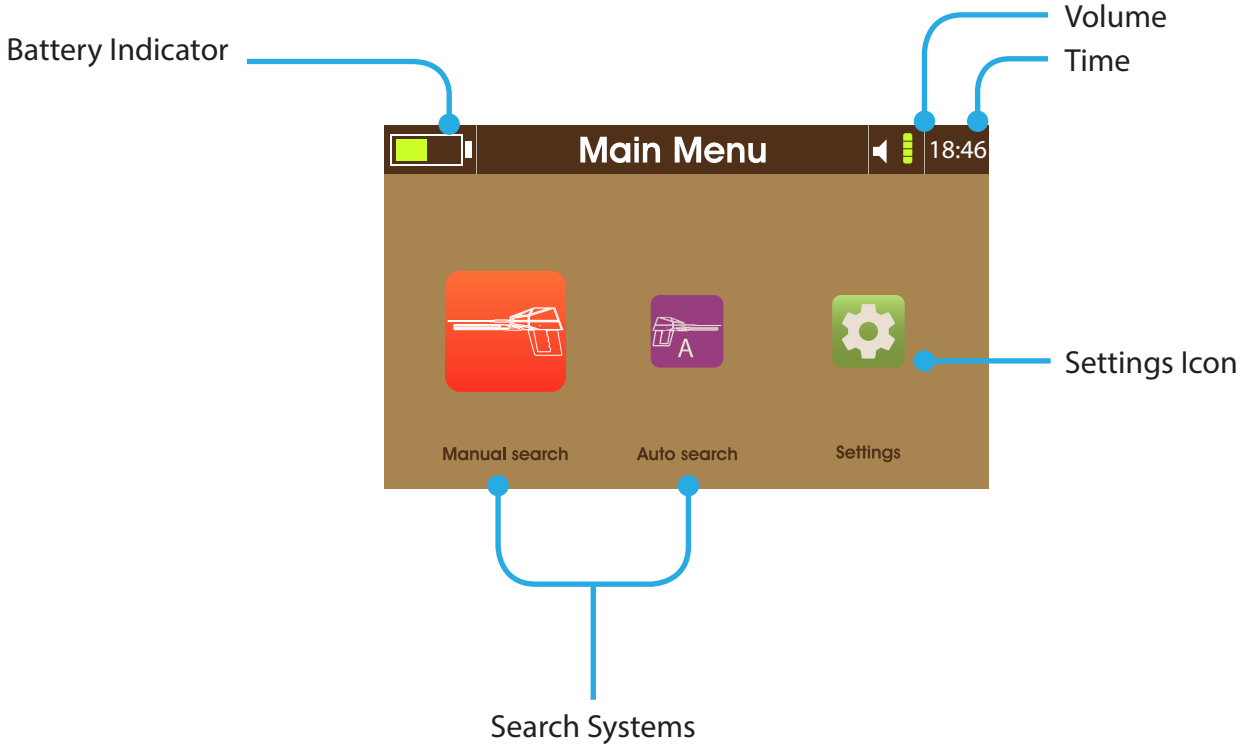 Volume
Battery Indicator
Time
Main Menu
18:46
A
Settings Icon
Manual search
Auto search
Settings
Search Systems